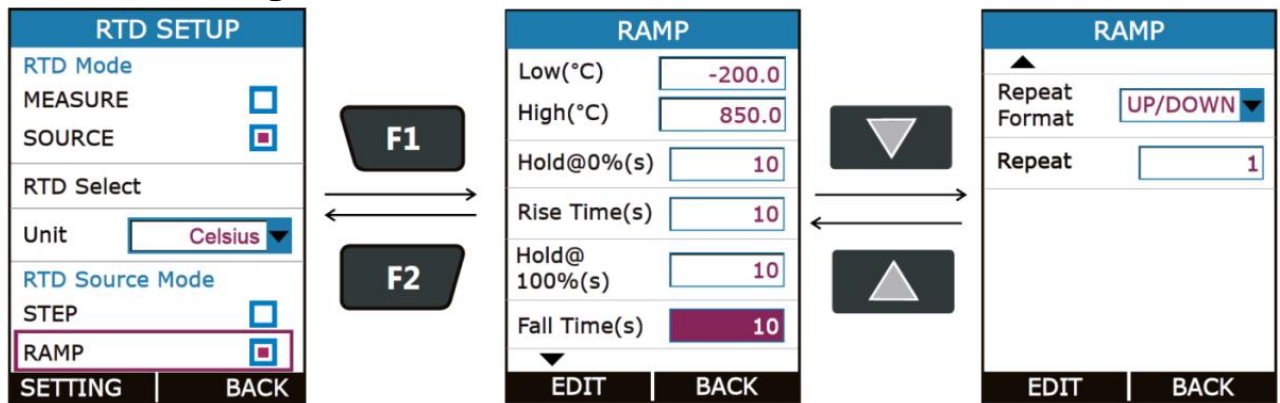 RTD SETUP
RTD Mode
MEASURE
SOURCE
RTD Select
Unit Celsius
RTD Source Mode
STEP
RAMP
SETTING BACK
F1
F2
RAMP
Low(°C) -200.0
High(°C) 850.0
Hold@0%(s) 10
Rise Time(s) 10
Hold@
100%(s) 10
Fall Time(s) 10
EDIT BACK
RAMP
Repeat
Format UP/DOWN
Repeat 1
EDIT BACK